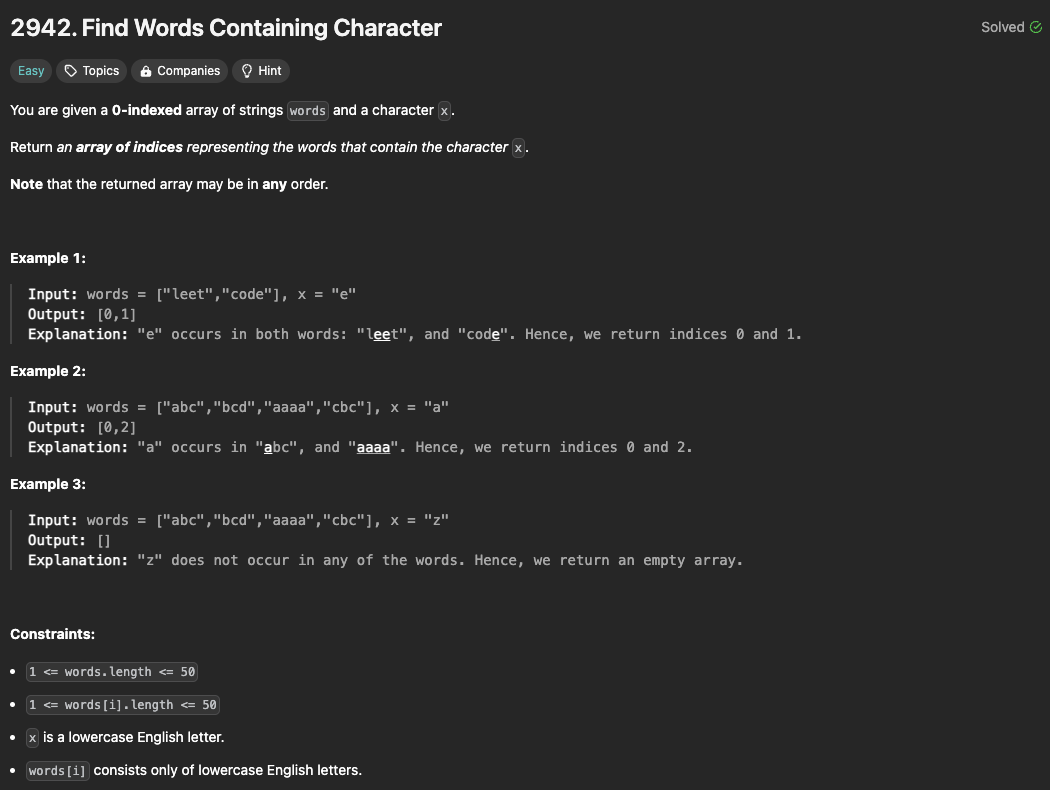 2942. Find Words Containing Character
Solved
Easy Topics Companies Hint
You are given a 0-indexed array of strings words and a character x.
Return an array of indices representing the words that contain the character x.
Note that the returned array may be in any order.
Example 1:
Input: words = ["leet","code"], x = "e"
Output: [0,1]
Explanation: "e" occurs in both words: "leet", and "code". Hence, we return indices 0 and 1.
Example 2:
Input: words = ["abc","bcd","aaaa","cbc"], x = "a"
Output: [0,2]
Explanation: "a" occurs in "abc", and "aaaa". Hence, we return indices 0 and 2.
Example 3:
Input: words = ["abc","bcd","aaaa","cbc"], x = "z"
Output: []
Explanation: "z" does not occur in any of the words. Hence, we return an empty array.
Constraints:
• 1 <= words.length <= 50
• 1 <= words[i].length <= 50
• x is a lowercase English letter.
• words[i] consists only of lowercase English letters.